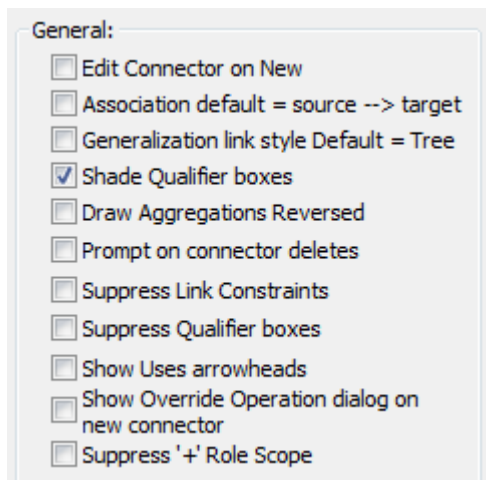 General:
Edit Connector on New
Association default = source --> target
Generalization link style Default = Tree
Shade Qualifier boxes
Draw Aggregations Reversed
Prompt on connector deletes
Suppress Link Constraints
Suppress Qualifier boxes
Show Uses arrowheads
Show Override Operation dialog on
new connector
Suppress '+' Role Scope